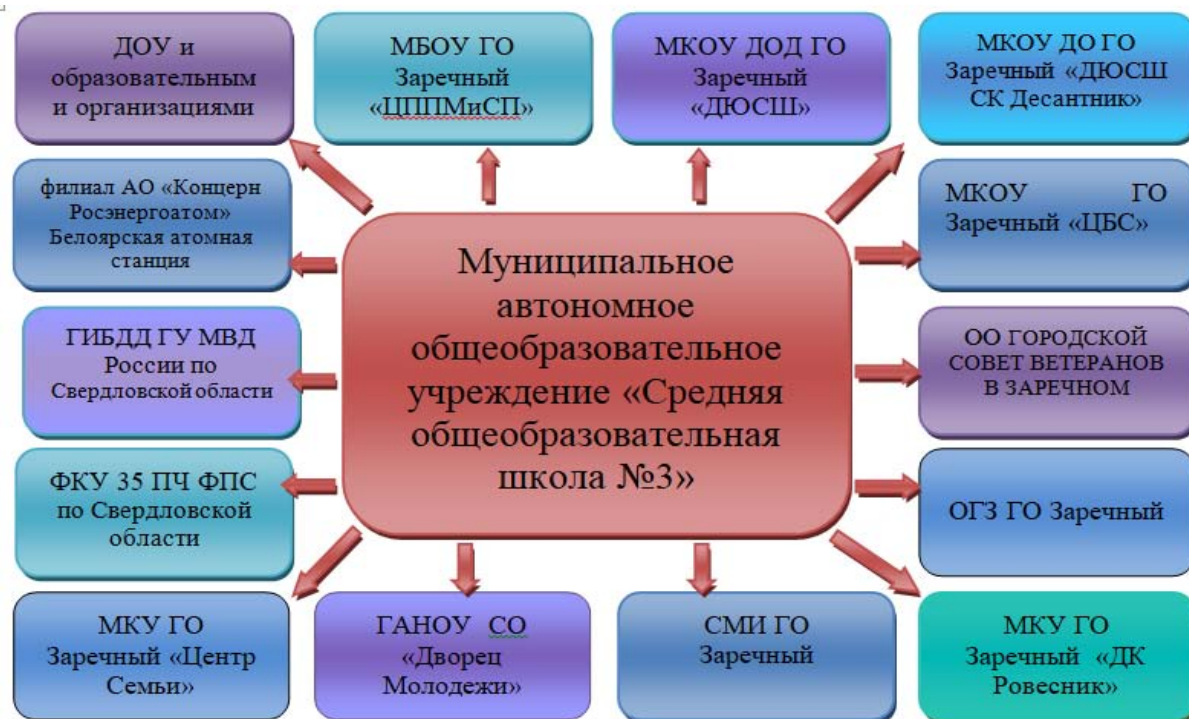 ДОУ и
образовательным
и организациями
МБОУ ГО
Заречный
«ЦППМиСП»
МКОУ ДОД ГО
Заречный
«ДЮСШ»
МКОУ ДО ГО
Заречный «ДЮСШ
СК Десантник»
филиал АО «Концерн
Росэнергоатом»
Белоярская атомная
станция
МКОУ ГО
Заречный «ЦБС»
Муниципальное
автономное
общеобразовательное
учреждение «Средняя
общеобразовательная
школа №3»
ГИБДД ГУ МВД
России по
Свердловской области
ОО ГОРОДСКОЙ
СОВЕТ ВЕТЕРАНОВ
В ЗАРЕЧНОМ
ФКУ 35 ПЧ ФПС
по Свердловской
области
ОГЗ ГО Заречный
МКУ ГО
Заречный «Центр
Семьи»
ГАНОУ СО
«Дворец
Молодежи»
СМИ ГО
Заречный
МКУ ГО
Заречный «ДК
Ровесник»